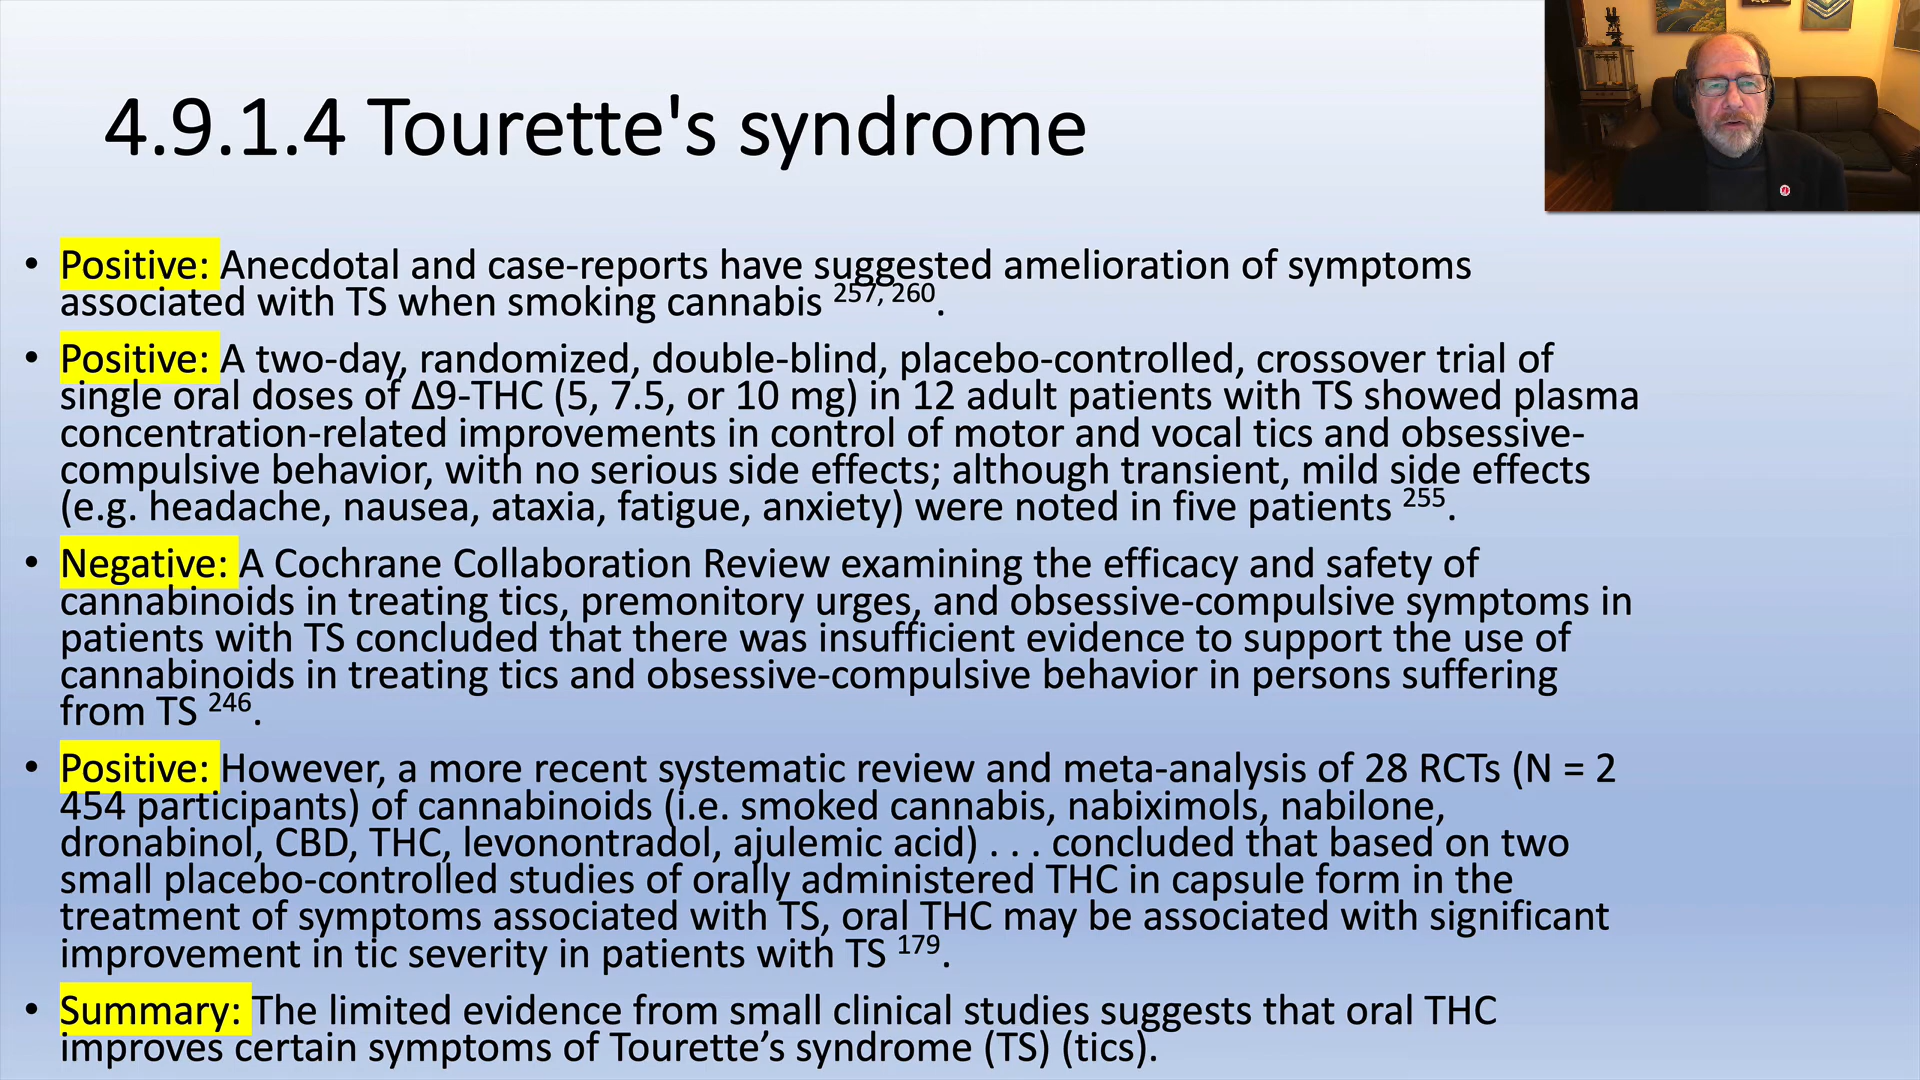 4.9.1.4 Tourette's syndrome
• Positive: Anecdotal and case-reports have suggested amelioration of symptoms
associated with TS when smoking cannabis 257, 260.
• Positive: A two-day, randomized, double-blind, placebo-controlled, crossover trial of
single oral doses of Δ9-THC (5, 7.5, or 10 mg) in 12 adult patients with TS showed plasma
concentration-related improvements in control of motor and vocal tics and obsessive-
compulsive behavior, with no serious side effects; although transient, mild side effects
(e.g. headache, nausea, ataxia, fatigue, anxiety) were noted in five patients 255.
• Negative: A Cochrane Collaboration Review examining the efficacy and safety of
cannabinoids in treating tics, premonitory urges, and obsessive-compulsive symptoms in
patients with TS concluded that there was insufficient evidence to support the use of
cannabinoids in treating tics and obsessive-compulsive behavior in persons suffering
from TS 246.
• Positive: However, a more recent systematic review and meta-analysis of 28 RCTs (N = 2
454 participants) of cannabinoids (i.e. smoked cannabis, nabiximols, nabilone,
dronabinol, CBD, THC, levonontradol, ajulemic acid) . . . concluded that based on two
small placebo-controlled studies of orally administered THC in capsule form in the
treatment of symptoms associated with TS, oral THC may be associated with significant
improvement in tic severity in patients with TS 179.
• Summary: The limited evidence from small clinical studies suggests that oral THC
improves certain symptoms of Tourette’s syndrome (TS) (tics).